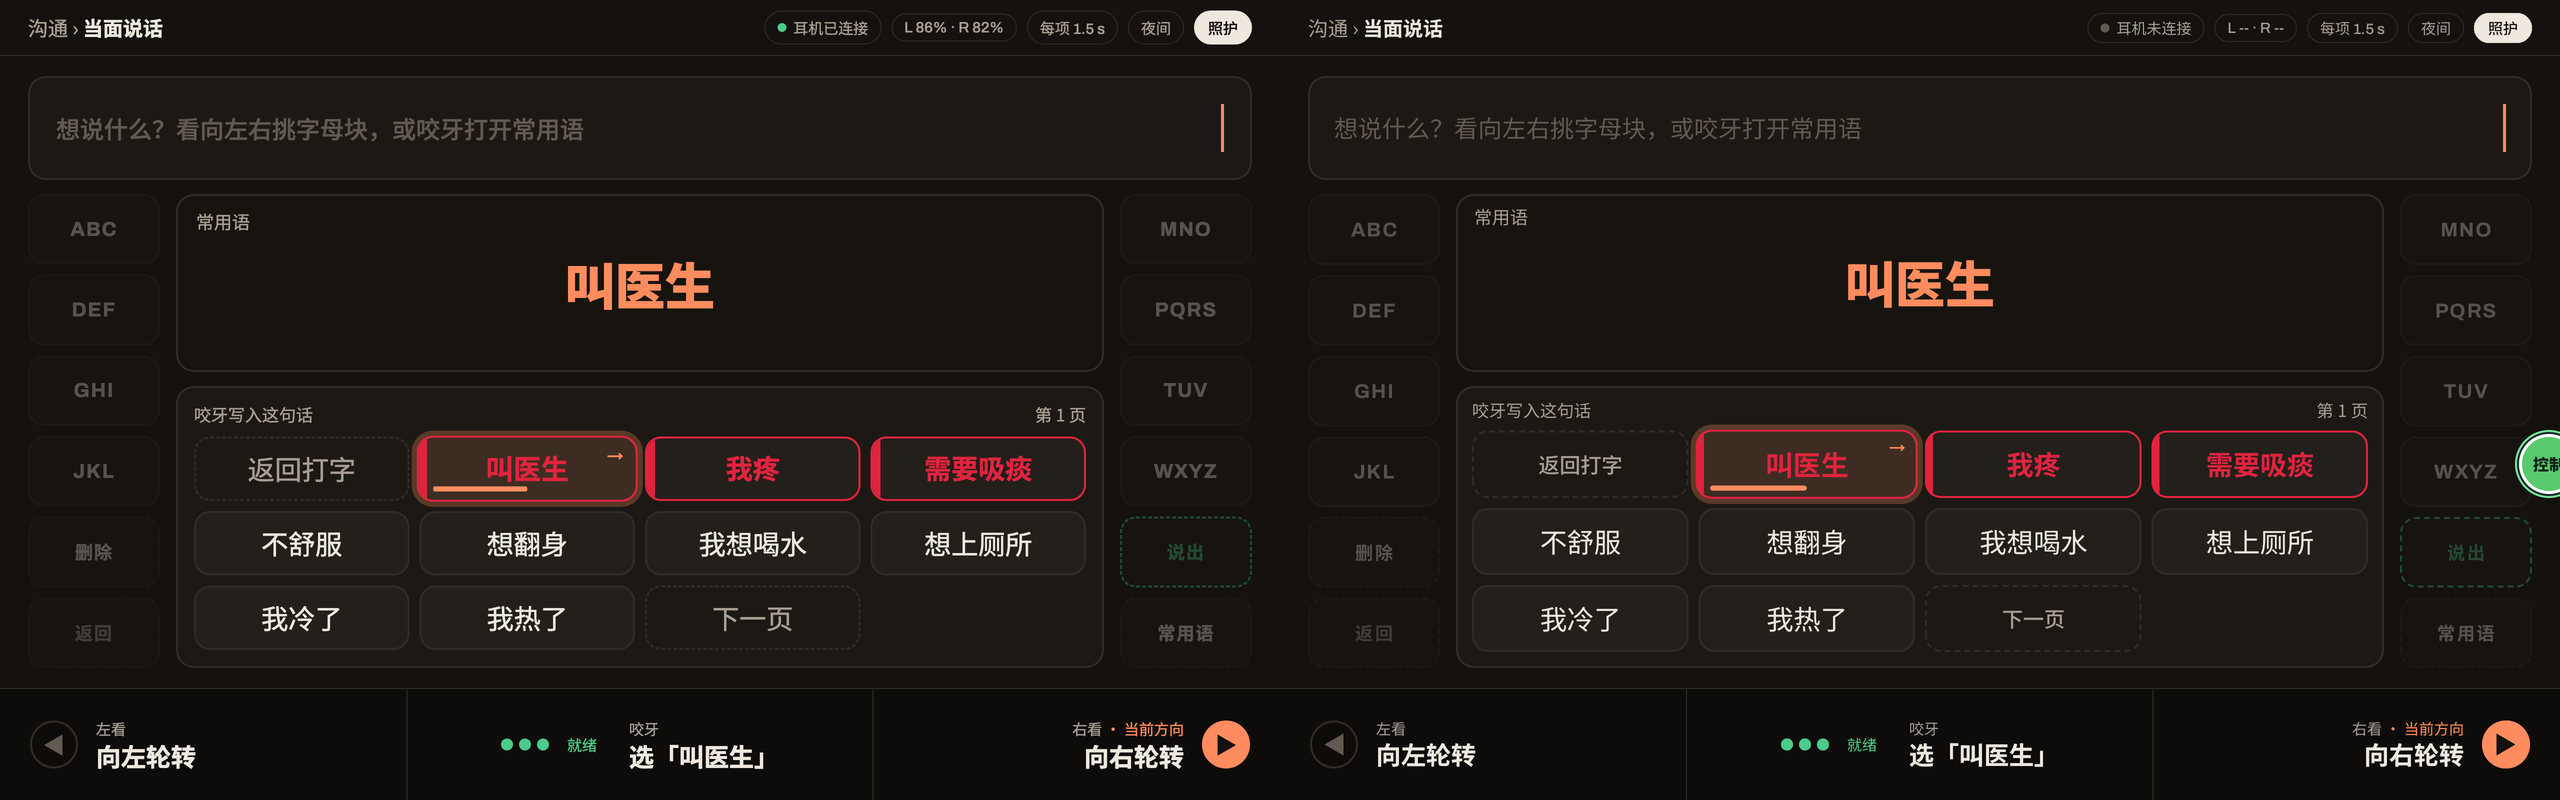 沟通 › 当面说话
耳机已连接
L 86% · R 82%
每项 1.5 s
夜间
照护
想说什么？看向左右挑字母块，或咬牙打开常用语
ABC
DEF
GHI
JKL
删除
返回
常用语
叫医生
咬牙写入这句话
第 1 页
返回打字
叫医生 →
我疼
需要吸痰
不舒服
想翻身
我想喝水
想上厕所
我冷了
我热了
下一页
MNO
PQRS
TUV
WXYZ
说出
常用语
左看
向左轮转
就绪
咬牙
选「叫医生」
右看 · 当前方向
向右轮转
沟通 › 当面说话
耳机未连接
L -- · R --
每项 1.5 s
夜间
照护
想说什么？看向左右挑字母块，或咬牙打开常用语
ABC
DEF
GHI
JKL
删除
返回
常用语
叫医生
咬牙写入这句话
第 1 页
返回打字
叫医生 →
我疼
需要吸痰
不舒服
想翻身
我想喝水
想上厕所
我冷了
我热了
下一页
MNO
PQRS
TUV
WXYZ
控制
说出
常用语
左看
向左轮转
就绪
咬牙
选「叫医生」
右看 · 当前方向
向右轮转